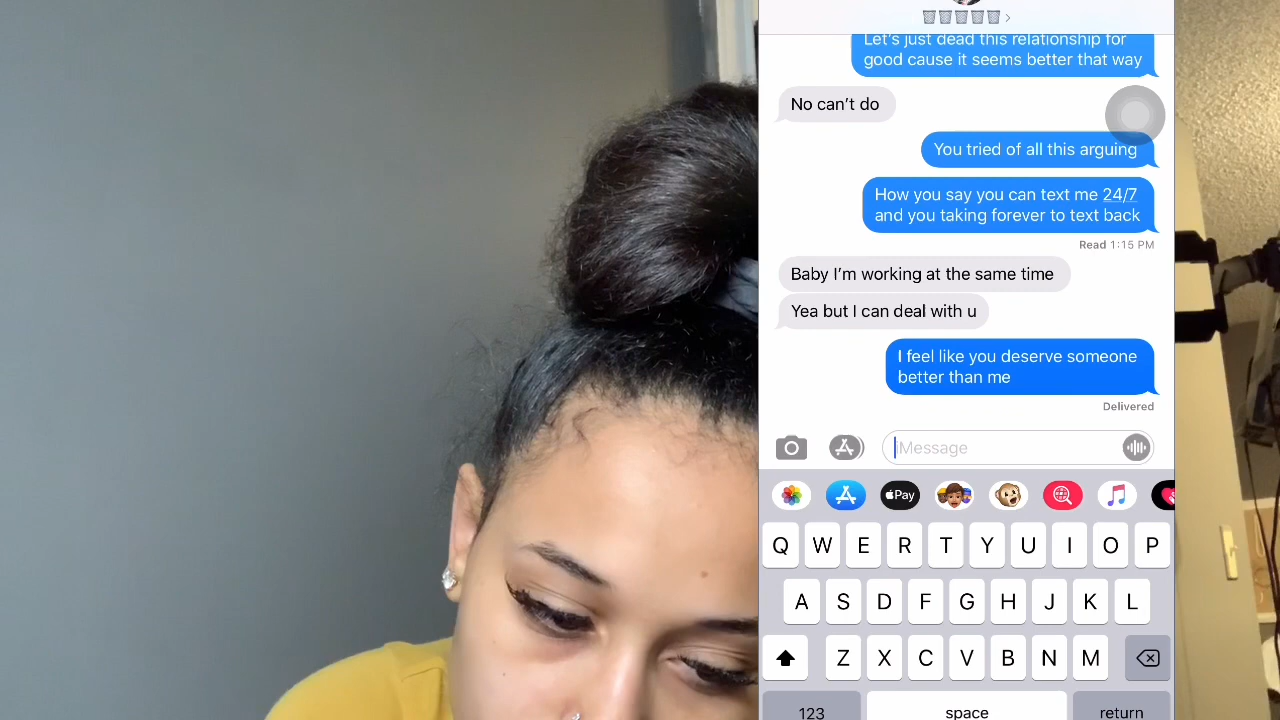 Let's just dead this relationship for
good cause it seems better that way
No can't do
You tried of all this arguing
How you say you can text me 24/7
and you taking forever to text back
Read 1:15 PM
Baby I'm working at the same time
Yea but I can deal with u
I feel like you deserve someone
better than me
Delivered
iMessage
Pay
Q W E R T Y U I O P
A S D F G H J K L
Z X C V B N M
123 space return